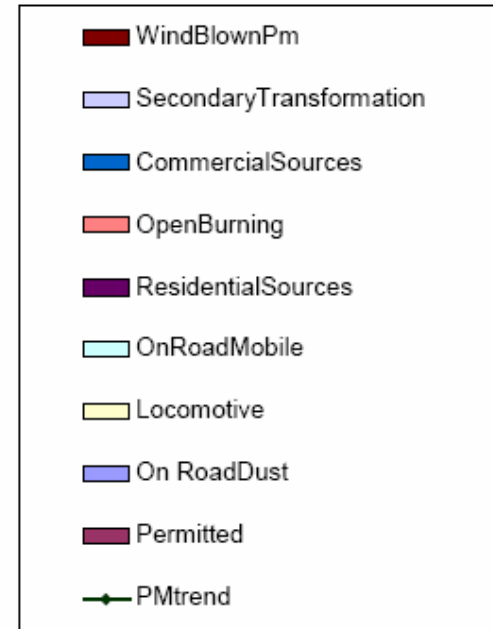 WindBlownPm
SecondaryTransformation
CommercialSources
OpenBurning
ResidentialSources
OnRoadMobile
Locomotive
On RoadDust
Permitted
PMtrend